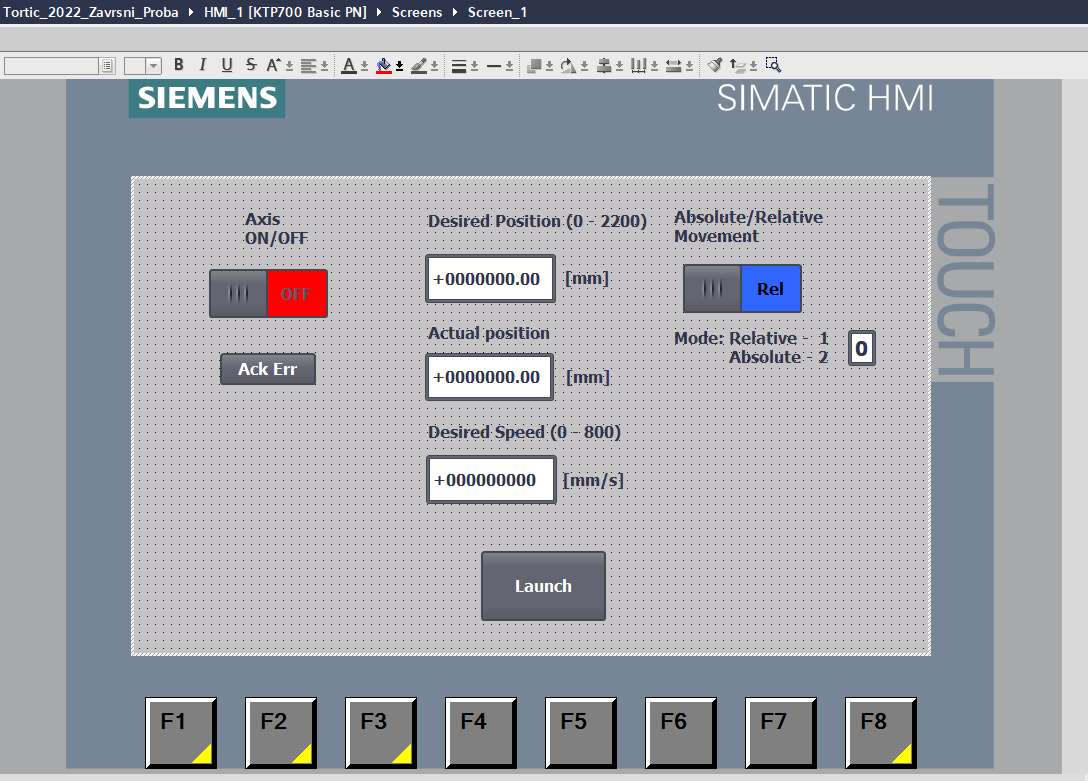 Tortic_2022_Zavrsni_Proba ▸ HMI_1 [KTP700 Basic PN] ▸ Screens ▸ Screen_1
B I U S A A
SIEMENS
SIMATIC HMI
TOUCH
Axis
ON/OFF
OFF
Ack Err
Desired Position (0 - 2200)
+0000000.00 [mm]
Actual position
+0000000.00 [mm]
Desired Speed (0 - 800)
+000000000 [mm/s]
Absolute/Relative
Movement
Rel
Mode: Relative - 1
Absolute - 2
0
Launch
F1 F2 F3 F4 F5 F6 F7 F8